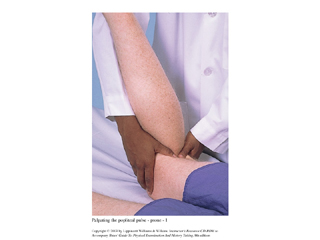 Palpating the popliteal pulse - prone - 1
Copyright © 2003 by Lippincott Williams & Wilkins. Instructor's Resource CD-ROM to
Accompany Bates' Guide to Physical Examination And History Taking, 8th edition.